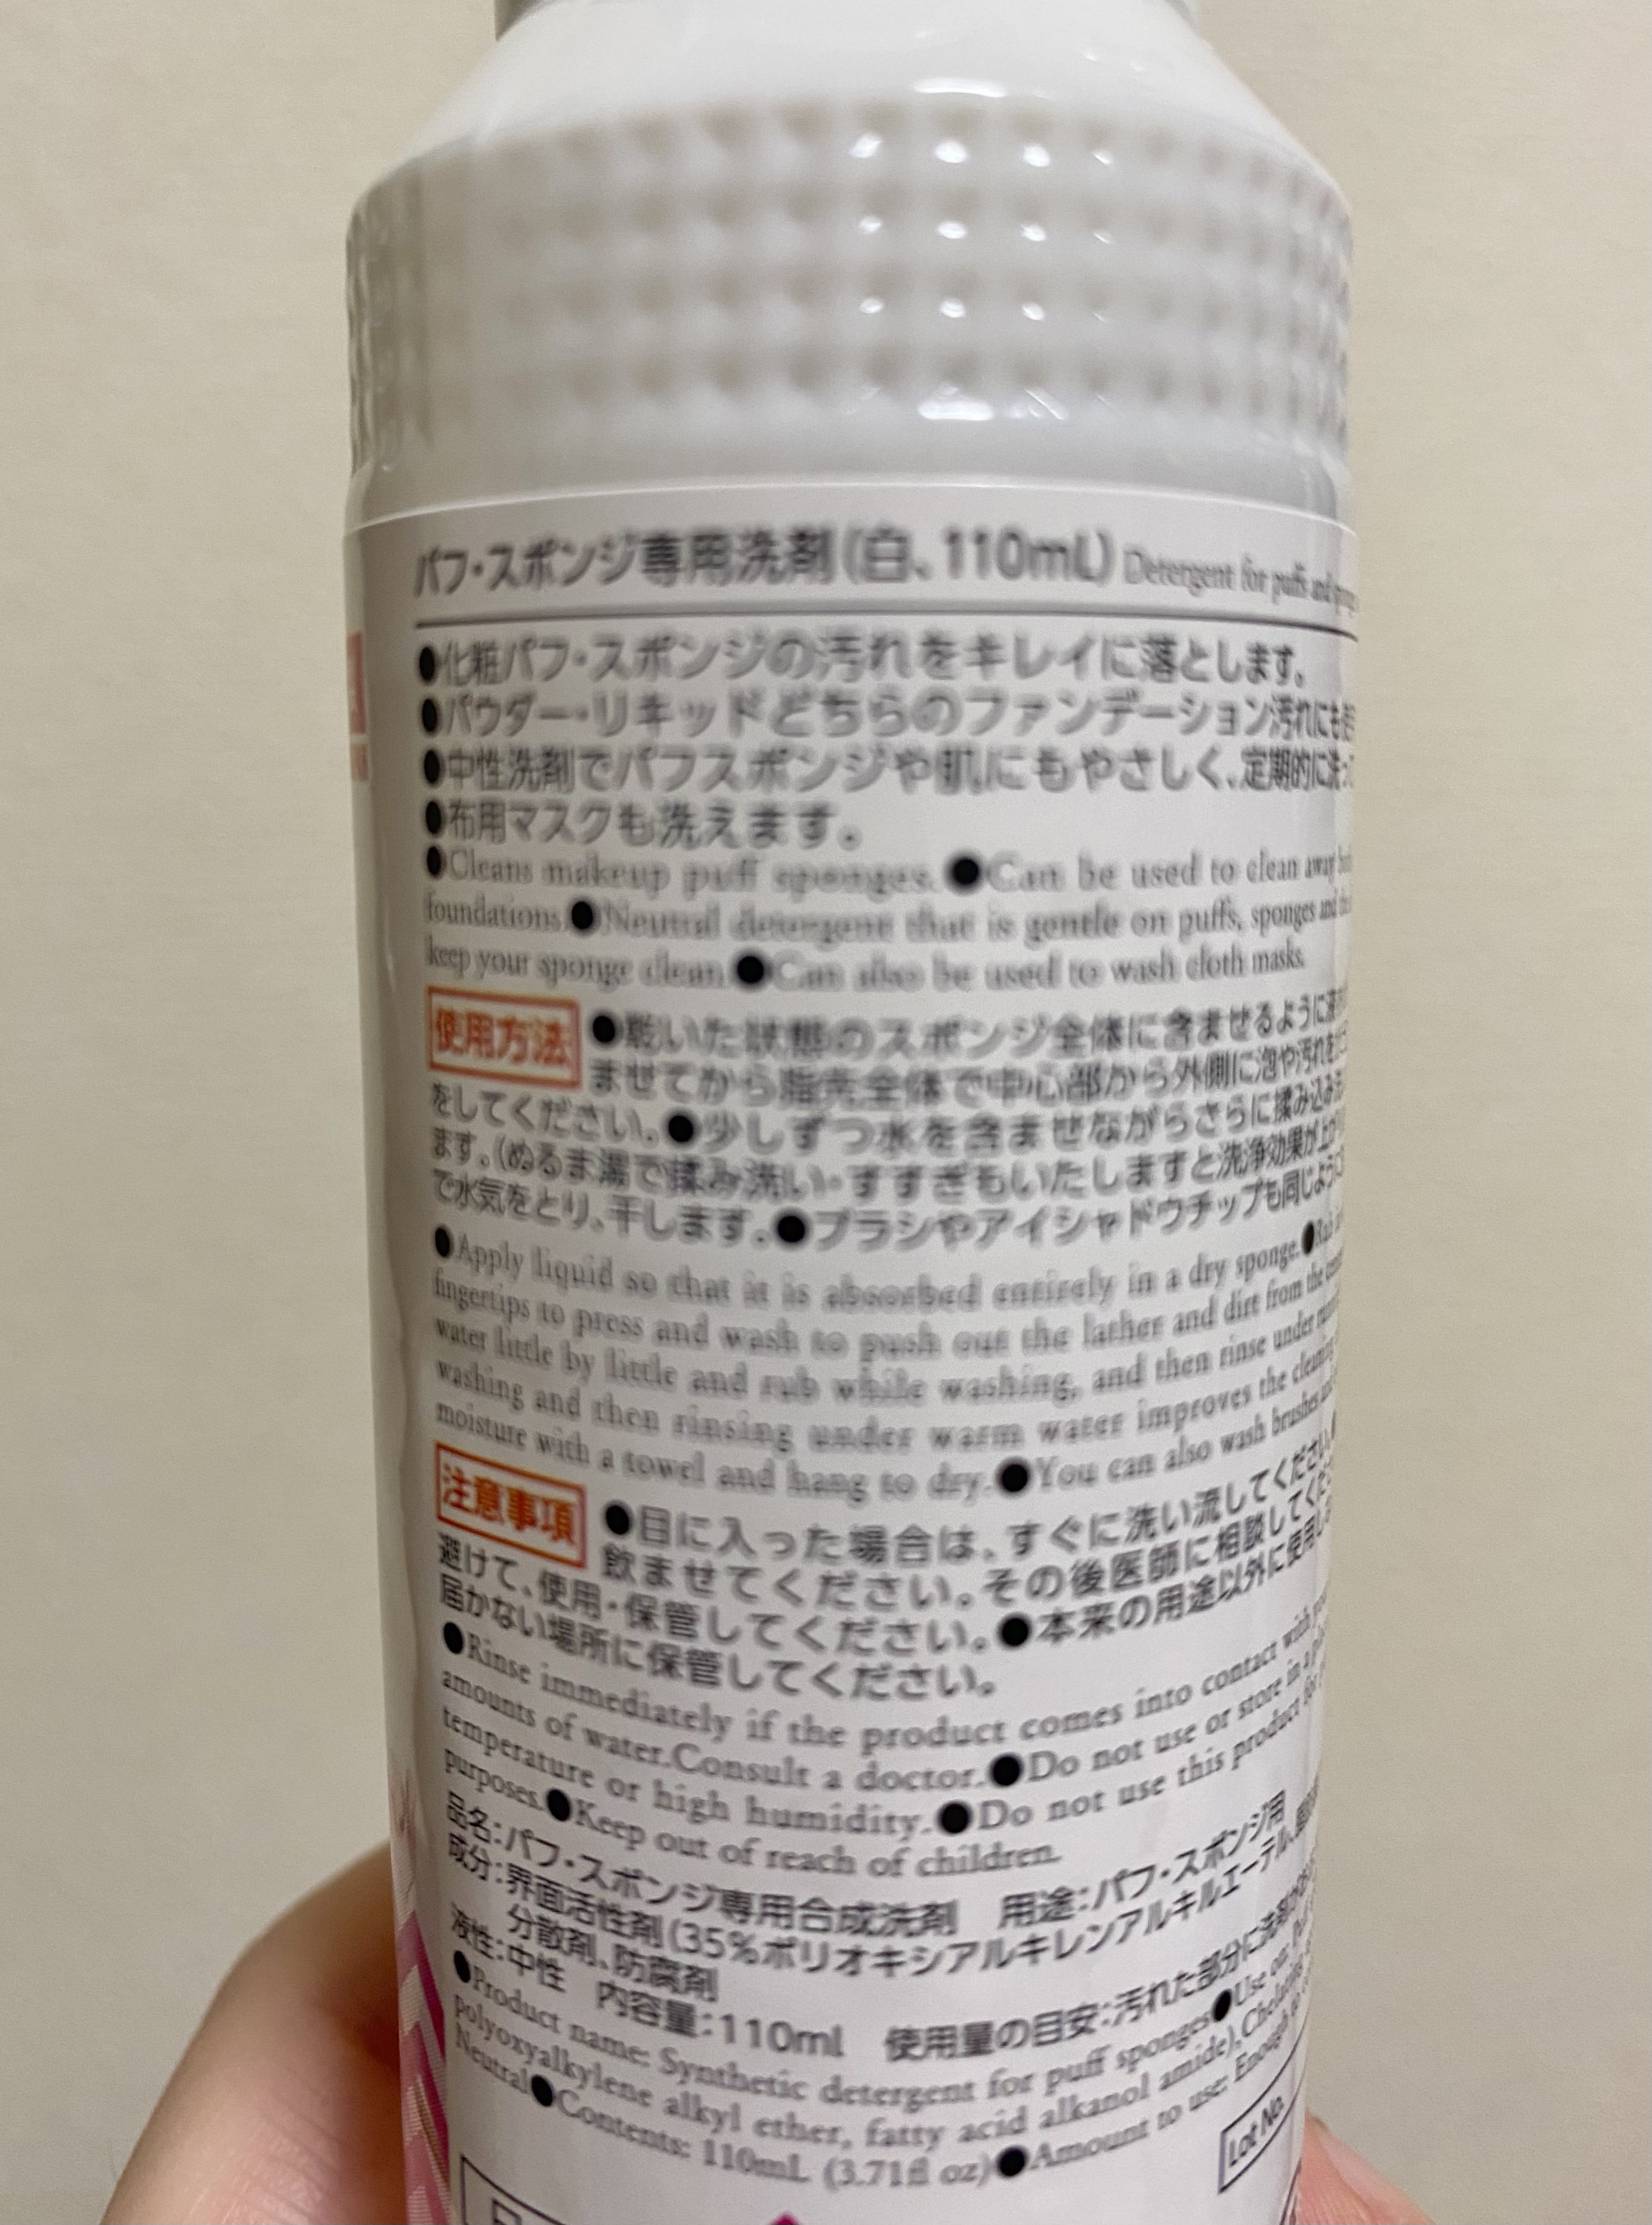 パフ・スポンジ専用洗剤(白、110mL) Detergent for puffs and
●化粧パフ・スポンジの汚れをキレイに落とします。
●パウダー・リキッドどちらのファンデーション汚れにも
●中性洗剤でパフスポンジや肌にもやさしく、定期的に洗っ
●布用マスクも洗えます。
●Cleans makeup puff sponges.●Can be used to clean away
foundations.●Neutral detergent that is gentle on puffs, sponges and
keep your sponge clean.●Can also be used to wash cloth masks.
使用方法 ●乾いた状態のスポンジ全体に含ませるように液
ませてから指先全体で中心部から外側に泡や汚れを
をしてください。●少しずつ水を含ませながらさらに揉み込み
ます。(ぬるま湯で揉み洗い・すすぎもいたしますと洗浄効果が上がり
で水気をとり、干します。●ブラシやアイシャドウチップも同じように
●Apply liquid so that it is absorbed entirely in a dry sponge.●Rub
fingertips to press and wash to push out the lather and dirt from the
water little by little and rub while washing, and then rinse under
washing and then rinsing under warm water improves the cleaning
moisture with a towel and hang to dry.●You can also wash brushes
注意事項 ●目に入った場合は、すぐに洗い流してください。
飲ませてください。その後医師に相談してくだ
避けて、使用・保管してください。●本来の用途以外に使用し
届かない場所に保管してください。
●Rinse immediately if the product comes into contact with
amounts of water.Consult a doctor.●Do not use or store in a
temperature or high humidity.●Do not use this product for
purposes.●Keep out of reach of children.
品名:パフ・スポンジ専用合成洗剤 用途:パフ・スポンジ用
成分:界面活性剤(35%ポリオキシアルキレンアルキルエーテル、
分散剤、防腐剤
液性:中性 内容量:110ml 使用量の目安:汚れた部分に洗剤
●Product name: Synthetic detergent for puff sponges●Use on:
polyoxyalkylene alkyl ether, fatty acid alkanol amide),
Neutral●Contents: 110mL (3.71fl oz)●Amount to use: Enough to
Lot No.